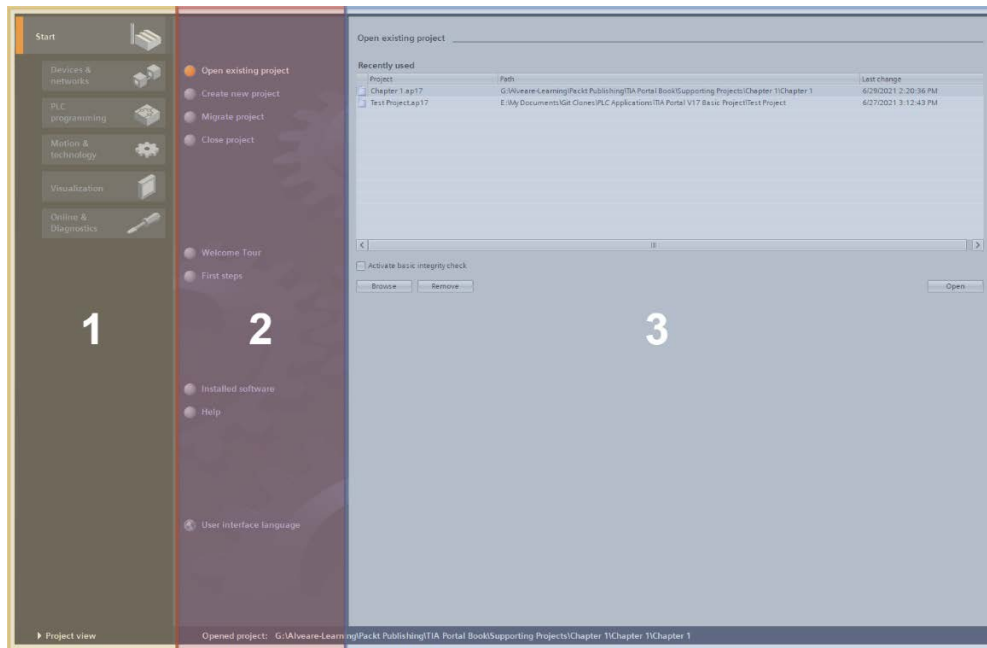 Start
Devices &
networks
PLC
programming
Motion &
technology
Visualization
Online &
Diagnostics
1
Project view
Open existing project
Create new project
Migrate project
Close project
Welcome Tour
First steps
Installed software
Help
User interface language
2
Open existing project
Recently used
Project Path Last change
Chapter 1.ap17 G:\Alveare-Learning\Packt Publishing\TIA Portal Book\Supporting Projects\Chapter 1\Chapter 1 6/29/2021 2:20:36 PM
Test Project.ap17 E:\My Documents\Git Clones\PLC Applications\TIA Portal V17 Basic Project\Test Project 6/27/2021 3:12:43 PM
Activate basic integrity check
Browse Remove Open
3
Opened project: G:\Alveare-Learning\Packt Publishing\TIA Portal Book\Supporting Projects\Chapter 1\Chapter 1\Chapter 1